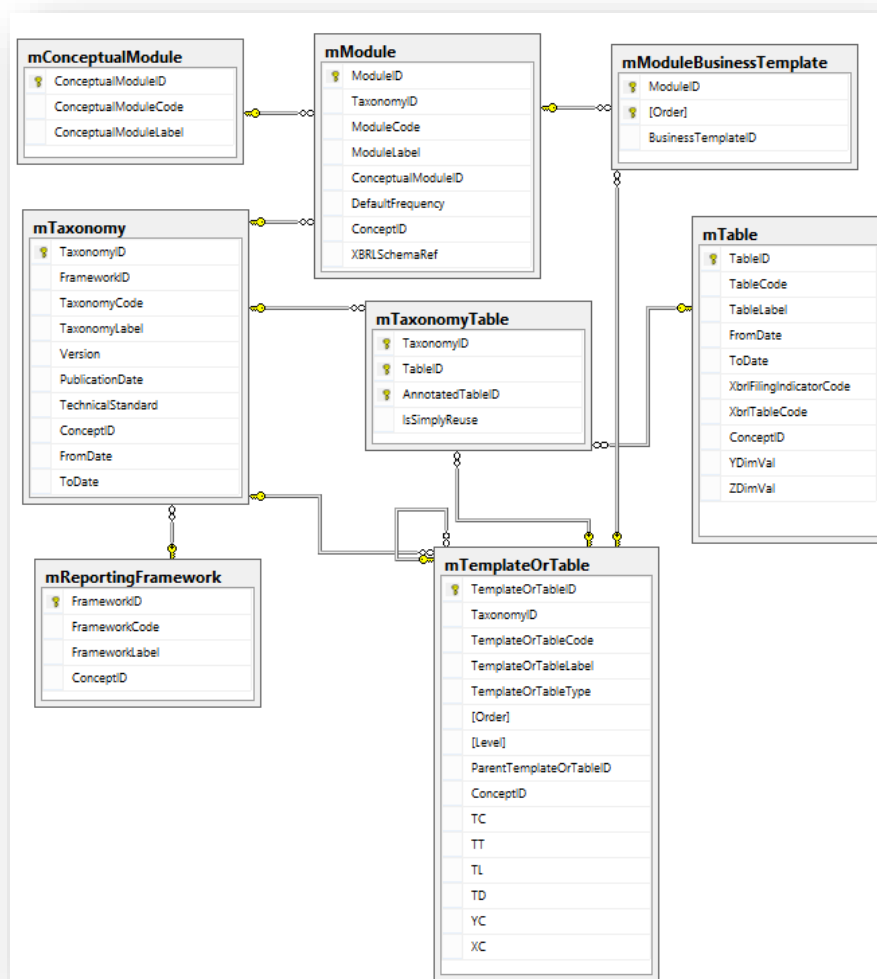 mConceptualModule
ConceptualModuleID
ConceptualModuleCode
ConceptualModuleLabel
mModule
ModuleID
TaxonomyID
ModuleCode
ModuleLabel
ConceptualModuleID
DefaultFrequency
ConceptID
XBRLSchemaRef
mModuleBusinessTemplate
ModuleID
[Order]
BusinessTemplateID
mTaxonomy
TaxonomyID
FrameworkID
TaxonomyCode
TaxonomyLabel
Version
PublicationDate
TechnicalStandard
ConceptID
FromDate
ToDate
mTaxonomyTable
TaxonomyID
TableID
AnnotatedTableID
IsSimplyReuse
mTable
TableID
TableCode
TableLabel
FromDate
ToDate
XbrlFilingIndicatorCode
XbrlTableCode
ConceptID
YDimVal
ZDimVal
mReportingFramework
FrameworkID
FrameworkCode
FrameworkLabel
ConceptID
mTemplateOrTable
TemplateOrTableID
TaxonomyID
TemplateOrTableCode
TemplateOrTableLabel
TemplateOrTableType
[Order]
[Level]
ParentTemplateOrTableID
ConceptID
TC
TT
TL
TD
YC
XC